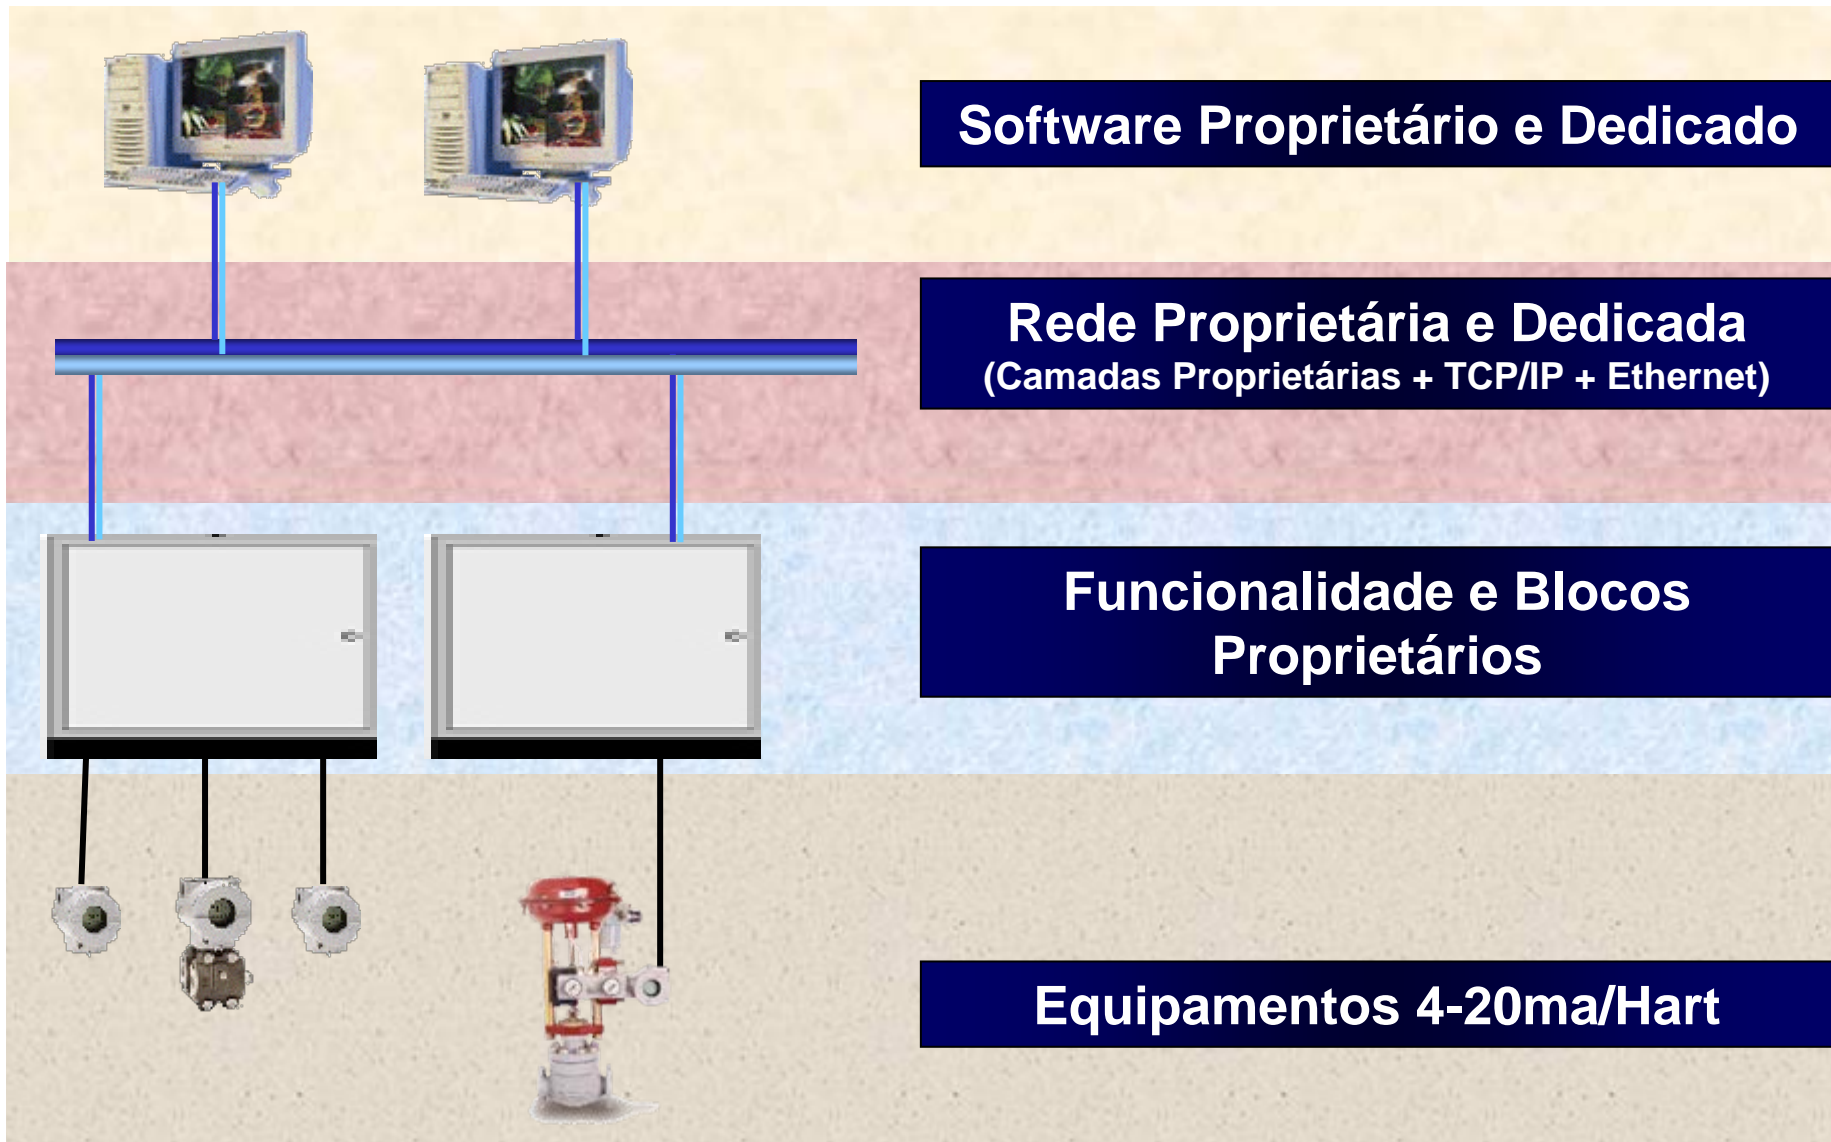 Software Proprietário e Dedicado
Rede Proprietária e Dedicada
(Camadas Proprietárias + TCP/IP + Ethernet)
Funcionalidade e Blocos
Proprietários
Equipamentos 4-20ma/Hart